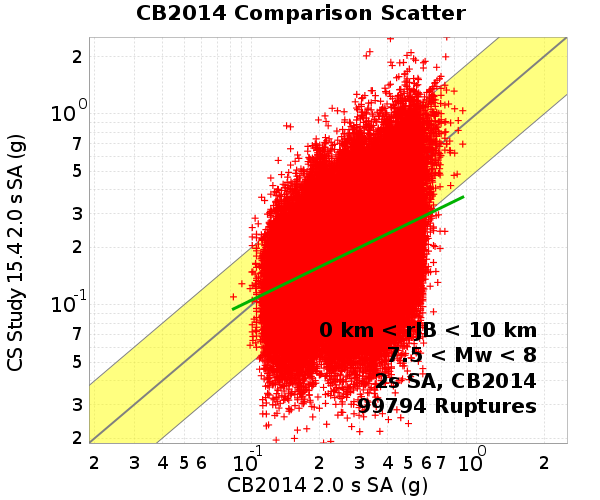 CB2014 Comparison Scatter
CS Study 15.4 2.0 s SA (g)
2
10^0
7
5
3
2
10^-1
7
5
3
2
0 km < rJB < 10 km
7.5 < Mw < 8
2s SA, CB2014
99794 Ruptures
2 3 4 5 6 10^-1 2 3 4 5 6 7 10^0 2
CB2014 2.0 s SA (g)